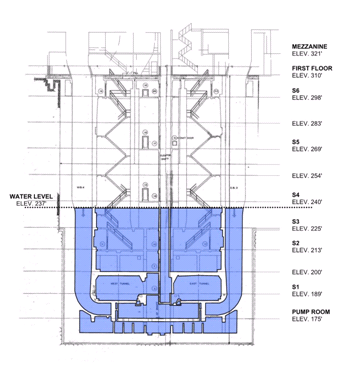 MEZZANINE
ELEV. 321'
FIRST FLOOR
ELEV. 310'
S6
ELEV. 298'
ELEV. 283'
S5
ELEV. 269'
ELEV. 254'
WATER LEVEL
ELEV. 237'
S4
ELEV. 240'
S3
ELEV. 225'
S2
ELEV. 213'
ELEV. 200'
S1
ELEV. 189'
PUMP ROOM
ELEV. 175'